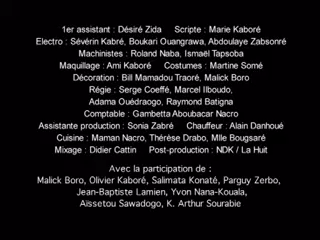 1er assistant : Désiré Zida    Scripte : Marie Kaboré
Electro : Sévérin Kabré, Boukari Ouangrawa, Abdoulaye Zabsonré
Machinistes : Roland Naba, Ismaël Tapsoba
Maquillage : Ami Kaboré    Costumes : Martine Somé
Décoration : Bill Mamadou Traoré, Malick Boro
Régie : Serge Coeffé, Marcel Ilboudo,
Adama Ouédraogo, Raymond Batigna
Comptable : Gambetta Aboubacar Nacro
Assistante production : Sonia Zabré    Chauffeur : Alain Danhoué
Cuisine : Maman Nacro, Thérèse Drabo, Mlle Bougsaré
Mixage : Didier Cattin    Post-production : NDK / La Huit
Avec la participation de :
Malick Boro, Olivier Kaboré, Salimata Konaté, Parguy Zerbo,
Jean-Baptiste Lamien, Yvon Nana-Kouala,
Aïssetou Sawadogo, K. Arthur Sourabie